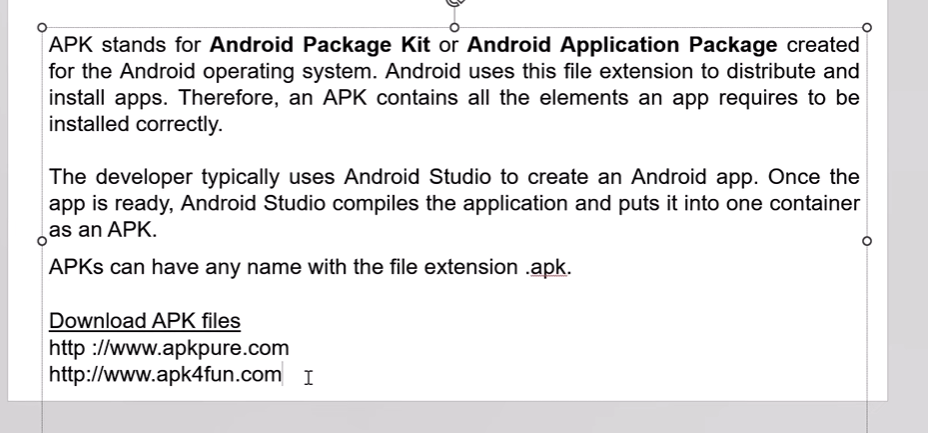 APK stands for Android Package Kit or Android Application Package created
for the Android operating system. Android uses this file extension to distribute and
install apps. Therefore, an APK contains all the elements an app requires to be
installed correctly.
The developer typically uses Android Studio to create an Android app. Once the
app is ready, Android Studio compiles the application and puts it into one container
as an APK.
APKs can have any name with the file extension .apk.
Download APK files
http ://www.apkpure.com
http://www.apk4fun.com